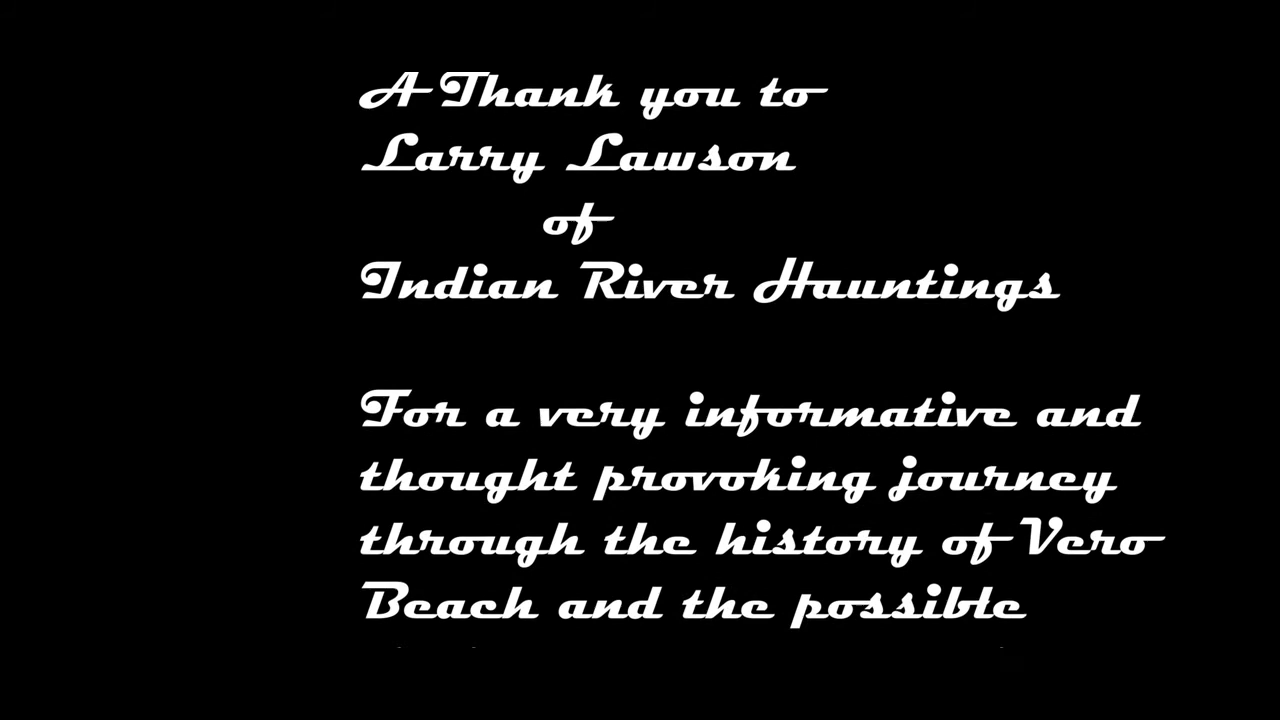 A Thank you to
Larry Lawson
of
Indian River Hauntings
For a very informative and
thought provoking journey
through the history of Vero
Beach and the possible